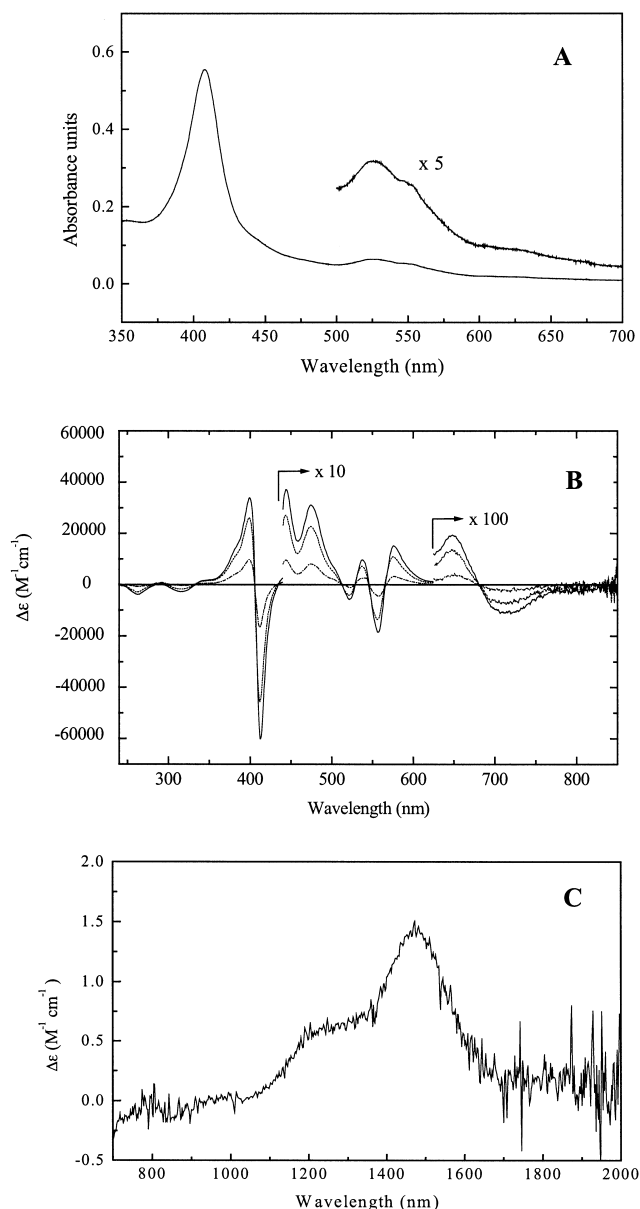 A
0.6
0.4
0.2
0.0
Absorbance units
x 5
350 400 450 500 550 600 650 700
Wavelength (nm)
B
60000
40000
20000
0
-20000
-40000
-60000
Δε (M⁻¹cm⁻¹)
x 10
x 100
300 400 500 600 700 800
Wavelength (nm)
C
2.0
1.5
1.0
0.5
0.0
-0.5
Δε (M⁻¹ cm⁻¹)
800 1000 1200 1400 1600 1800 2000
Wavelength (nm)